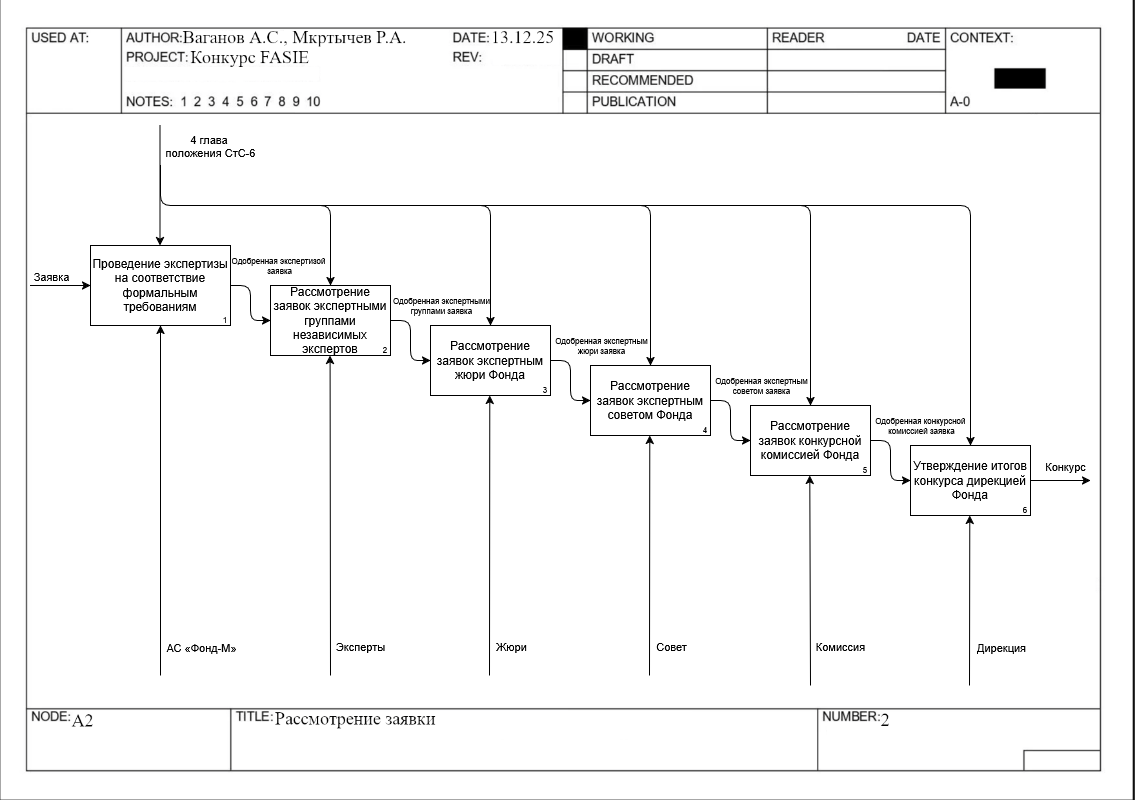 USED AT:
AUTHOR:Ваганов А.С., Мкртычев Р.А.
DATE:13.12.25
PROJECT:Конкурс FASIE
REV:
NOTES: 1 2 3 4 5 6 7 8 9 10
WORKING
DRAFT
RECOMMENDED
PUBLICATION
READER DATE
CONTEXT:
A-0
4 глава
положения СтС-6
Заявка
Проведение экспертизы
на соответствие
формальным
требованиям
1
Одобренная экспертизой
заявка
Рассмотрение
заявок экспертными
группами
независимых
экспертов
2
Одобренная экспертными
группами заявка
Рассмотрение
заявок экспертным
жюри Фонда
3
Одобренная экспертным
жюри заявка
Рассмотрение
заявок экспертным
советом Фонда
4
Одобренная экспертным
советом заявка
Рассмотрение
заявок конкурсной
комиссией Фонда
5
Одобренная конкурсной
комиссией заявка
Утверждение итогов
конкурса дирекцией
Фонда
6
Конкурс
АС «Фонд-М»
Эксперты
Жюри
Совет
Комиссия
Дирекция
NODE:A2
TITLE:Рассмотрение заявки
NUMBER:2